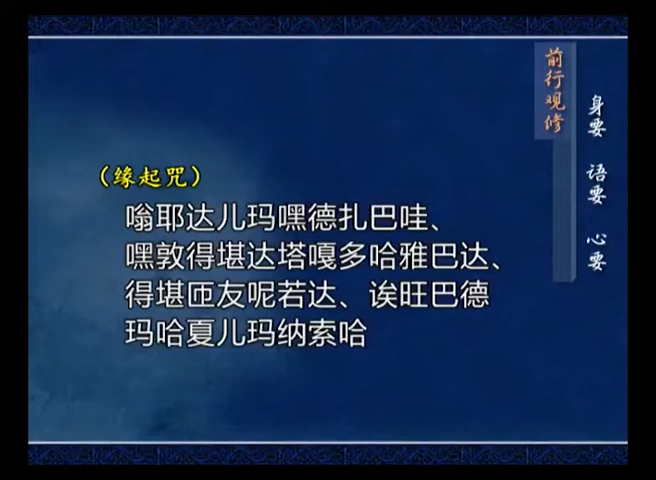 前行观修
身要 语要 心要
（缘起咒）
嗡耶达儿玛嘿德扎巴哇、
嘿敦得堪达塔嘎多哈雅巴达、
得堪匝友呢若达、诶旺巴德
玛哈夏儿玛纳索哈